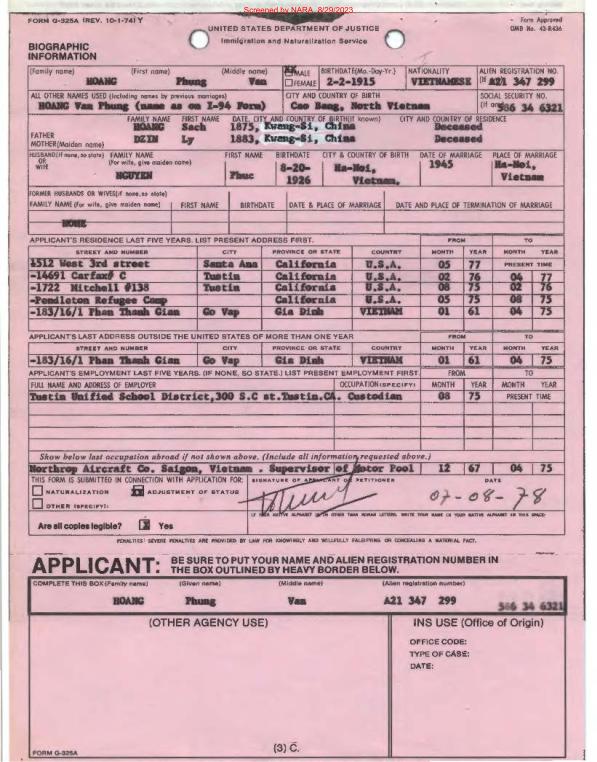 Screened by NARA, 8/29/2023
FORM G-325A (REV. 10-1-74) Y
UNITED STATES DEPARTMENT OF JUSTICE
Form Approved
OMB No. 43-R436
Immigration and Naturalization Service
BIOGRAPHIC
INFORMATION
(Family name) (First name) (Middle name) MALE FEMALE BIRTHDATE(Mo.-Day-Yr.) NATIONALITY ALIEN REGISTRATION NO.
HOANG Phung Van 2-2-1915 VIETNAMESE (If any) A21 347 299
ALL OTHER NAMES USED (Including names by previous marriages) CITY AND COUNTRY OF BIRTH SOCIAL SECURITY NO.
HOANG Van Phung (name as on I-94 Form) Cao Bang, North Vietnam (If any) 586 34 6321
FAMILY NAME FIRST NAME DATE, CITY AND COUNTRY OF BIRTH(If known) CITY AND COUNTRY OF RESIDENCE
FATHER HOANG Sach 1875, Kwang-Si, China Deceased
MOTHER(Maiden name) DZIN Ly 1883, Kwang-Si, China Deceased
HUSBAND(If none, so state) OR WIFE FAMILY NAME (For wife, give maiden name) FIRST NAME BIRTHDATE CITY & COUNTRY OF BIRTH DATE OF MARRIAGE PLACE OF MARRIAGE
NGUYEN Phuc 8-20-1926 Ha-Noi, Vietnam, 1945 Ha-Noi, Vietnam
FORMER HUSBANDS OR WIVES(if none, so state)
FAMILY NAME (For wife, give maiden name) FIRST NAME BIRTHDATE DATE & PLACE OF MARRIAGE DATE AND PLACE OF TERMINATION OF MARRIAGE
NONE
APPLICANT'S RESIDENCE LAST FIVE YEARS. LIST PRESENT ADDRESS FIRST. FROM TO
STREET AND NUMBER CITY PROVINCE OR STATE COUNTRY MONTH YEAR MONTH YEAR
1512 West 3rd street Santa Ana California U.S.A. 05 77 PRESENT TIME
-14691 Carfax# C Tustin California U.S.A. 02 76 04 77
-1722 Mitchell #138 Tustin California U.S.A. 08 75 02 76
-Pendleton Refugee Camp California U.S.A. 05 75 08 75
-183/16/1 Phan Thanh Gian Go Vap Gia Dinh VIETNAM 01 61 04 75
APPLICANT'S LAST ADDRESS OUTSIDE THE UNITED STATES OF MORE THAN ONE YEAR FROM TO
STREET AND NUMBER CITY PROVINCE OR STATE COUNTRY MONTH YEAR MONTH YEAR
-183/16/1 Phan Thanh Gian Go Vap Gia Dinh VIETNAM 01 61 04 75
APPLICANT'S EMPLOYMENT LAST FIVE YEARS. (IF NONE, SO STATE.) LIST PRESENT EMPLOYMENT FIRST. FROM TO
FULL NAME AND ADDRESS OF EMPLOYER OCCUPATION(SPECIFY) MONTH YEAR MONTH YEAR
Tustin Unified School District,300 S.C st.Tustin.CA. Custodian 08 75 PRESENT TIME
Show below last occupation abroad if not shown above. (Include all information requested above.)
Northrop Aircraft Co. Saigon, Vietnam . Supervisor of Motor Pool 12 67 04 75
THIS FORM IS SUBMITTED IN CONNECTION WITH APPLICATION FOR: SIGNATURE OF APPLICANT OR PETITIONER DATE
NATURALIZATION ADJUSTMENT OF STATUS
OTHER (SPECIFY):
07-08-78
IF YOUR NATIVE ALPHABET IS IN OTHER THAN ROMAN LETTERS, WRITE YOUR NAME IN YOUR NATIVE ALPHABET IN THIS SPACE:
Are all copies legible? Yes
PENALTIES: SEVERE PENALTIES ARE PROVIDED BY LAW FOR KNOWINGLY AND WILLFULLY FALSIFYING OR CONCEALING A MATERIAL FACT.
APPLICANT: BE SURE TO PUT YOUR NAME AND ALIEN REGISTRATION NUMBER IN
THE BOX OUTLINED BY HEAVY BORDER BELOW.
COMPLETE THIS BOX (Family name) (Given name) (Middle name) (Alien registration number)
HOANG Phung Van A21 347 299 586 34 6321
(OTHER AGENCY USE) INS USE (Office of Origin)
OFFICE CODE:
TYPE OF CASE:
DATE:
FORM G-325A
(3) C.